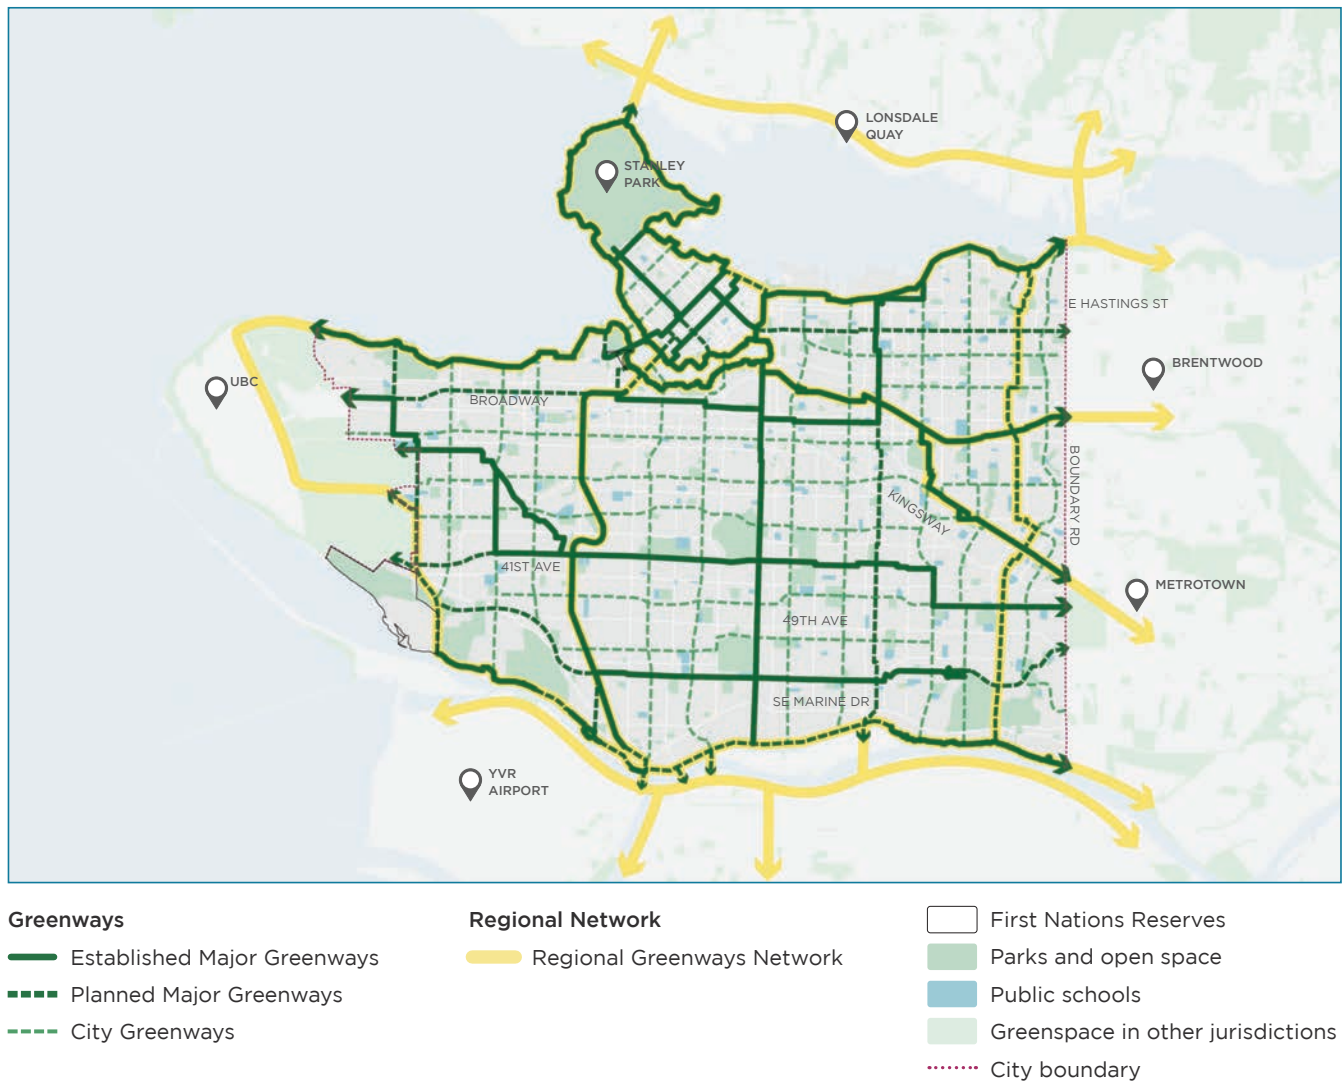 LONSDALE
QUAY
STANLEY
PARK
E HASTINGS ST
BRENTWOOD
UBC
BROADWAY
BOUNDARY RD
KINGSWAY
41ST AVE
METROTOWN
49TH AVE
SE MARINE DR
YVR
AIRPORT
Greenways
Established Major Greenways
Planned Major Greenways
City Greenways
Regional Network
Regional Greenways Network
First Nations Reserves
Parks and open space
Public schools
Greenspace in other jurisdictions
City boundary